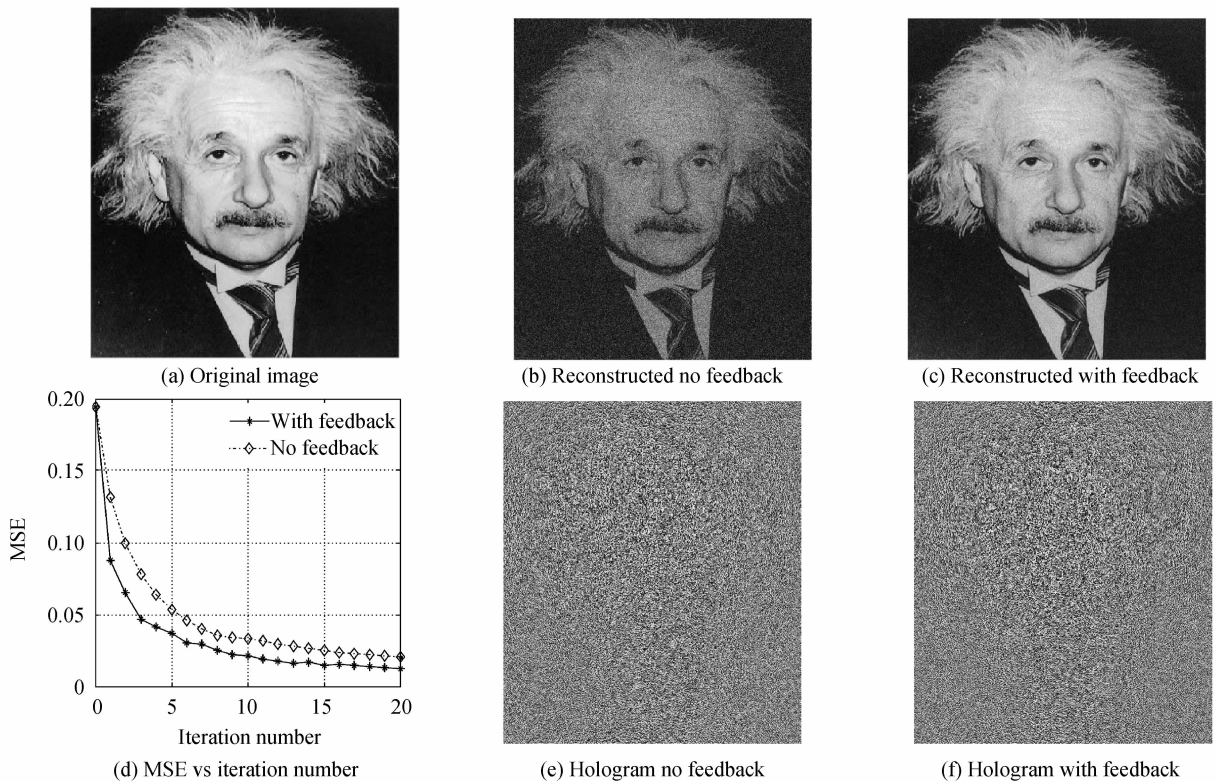 (a) Original image
(b) Reconstructed no feedback
(c) Reconstructed with feedback
0.20
With feedback
No feedback
0.15
0.10
0.05
0
MSE
0 5 10 15 20
Iteration number
(d) MSE vs iteration number
(e) Hologram no feedback
(f) Hologram with feedback